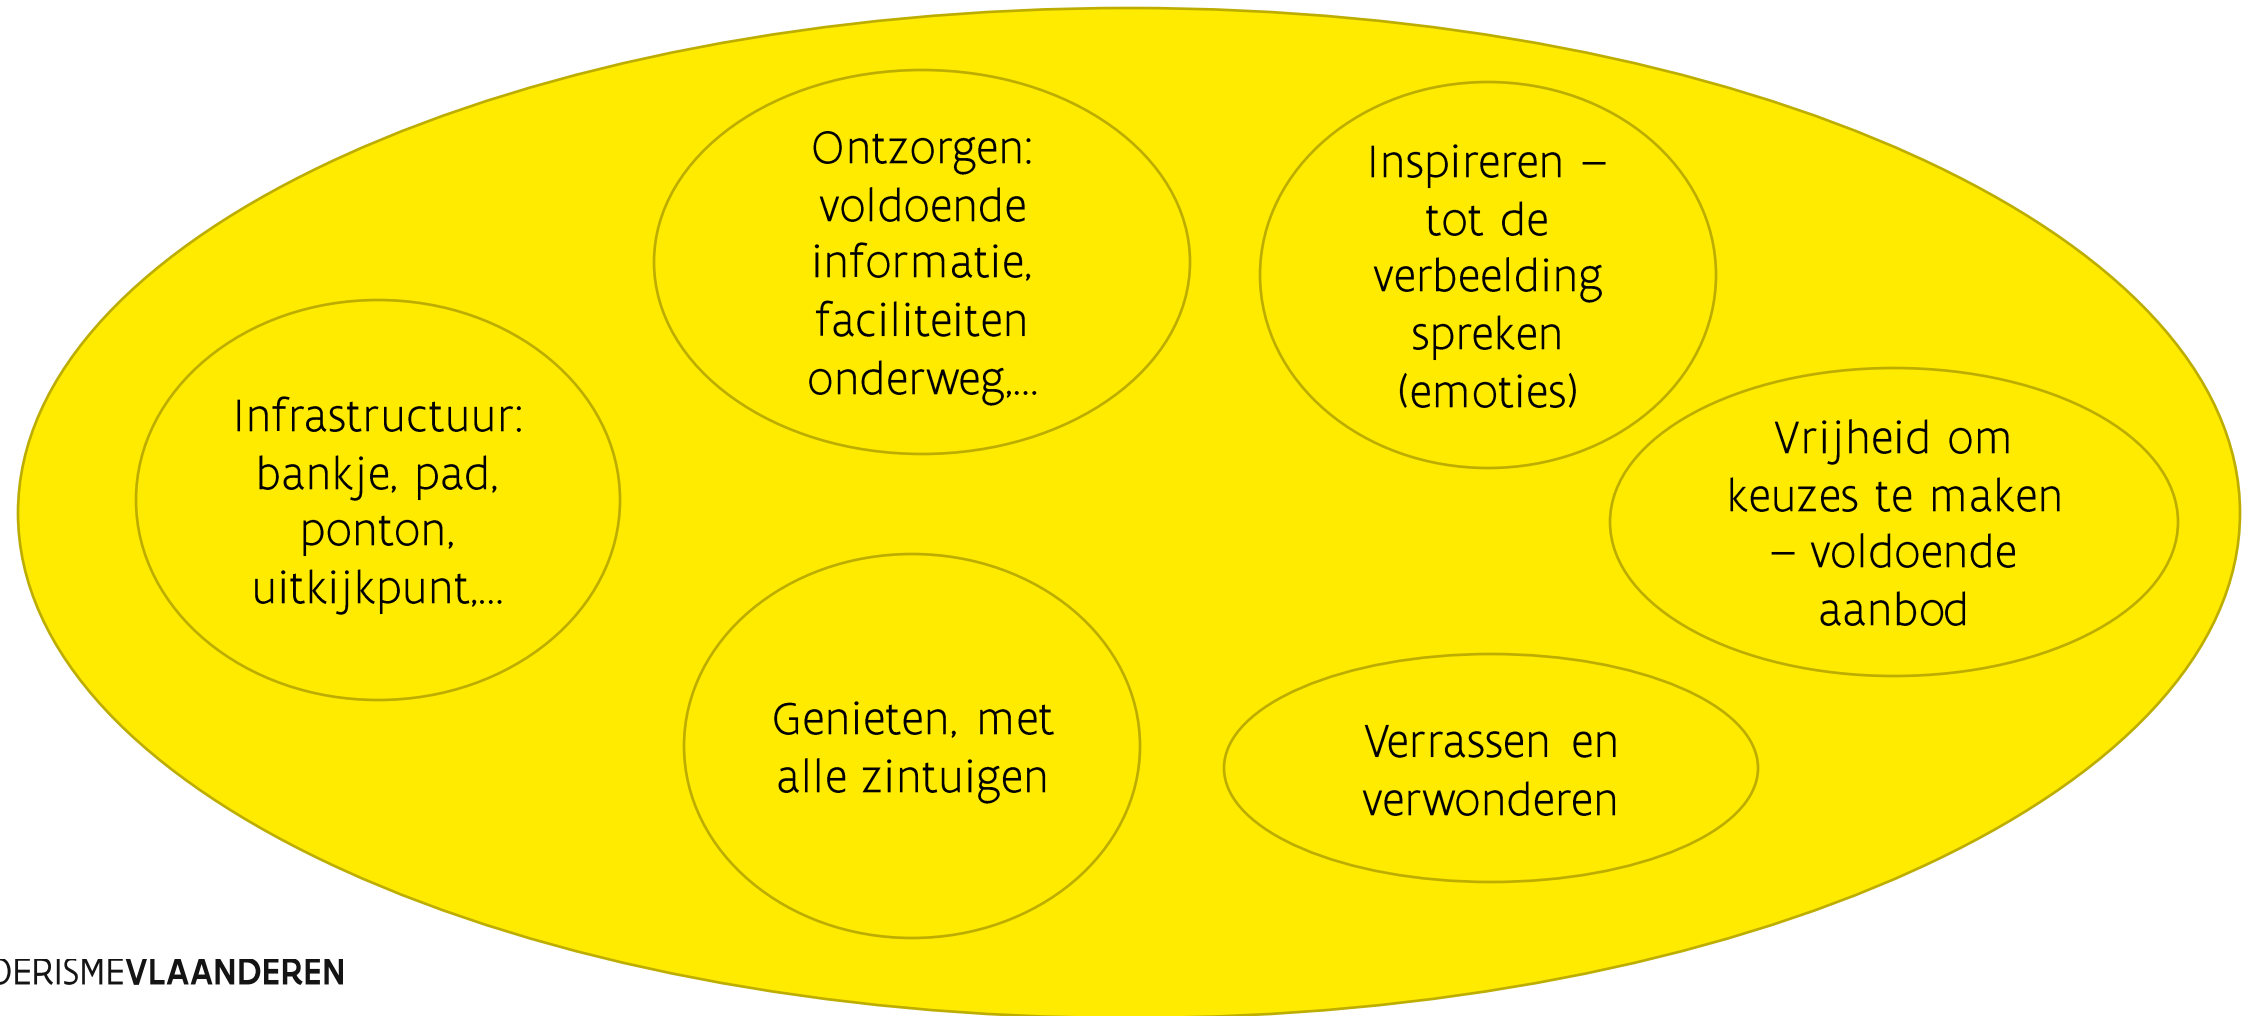 Ontzorgen:
voldoende
informatie,
faciliteiten
onderweg,...
Inspireren –
tot de
verbeelding
spreken
(emoties)
Infrastructuur:
bankje, pad,
ponton,
uitkijkpunt,...
Vrijheid om
keuzes te maken
– voldoende
aanbod
Genieten, met
alle zintuigen
Verrassen en
verwonderen
OERISMEVLAANDEREN